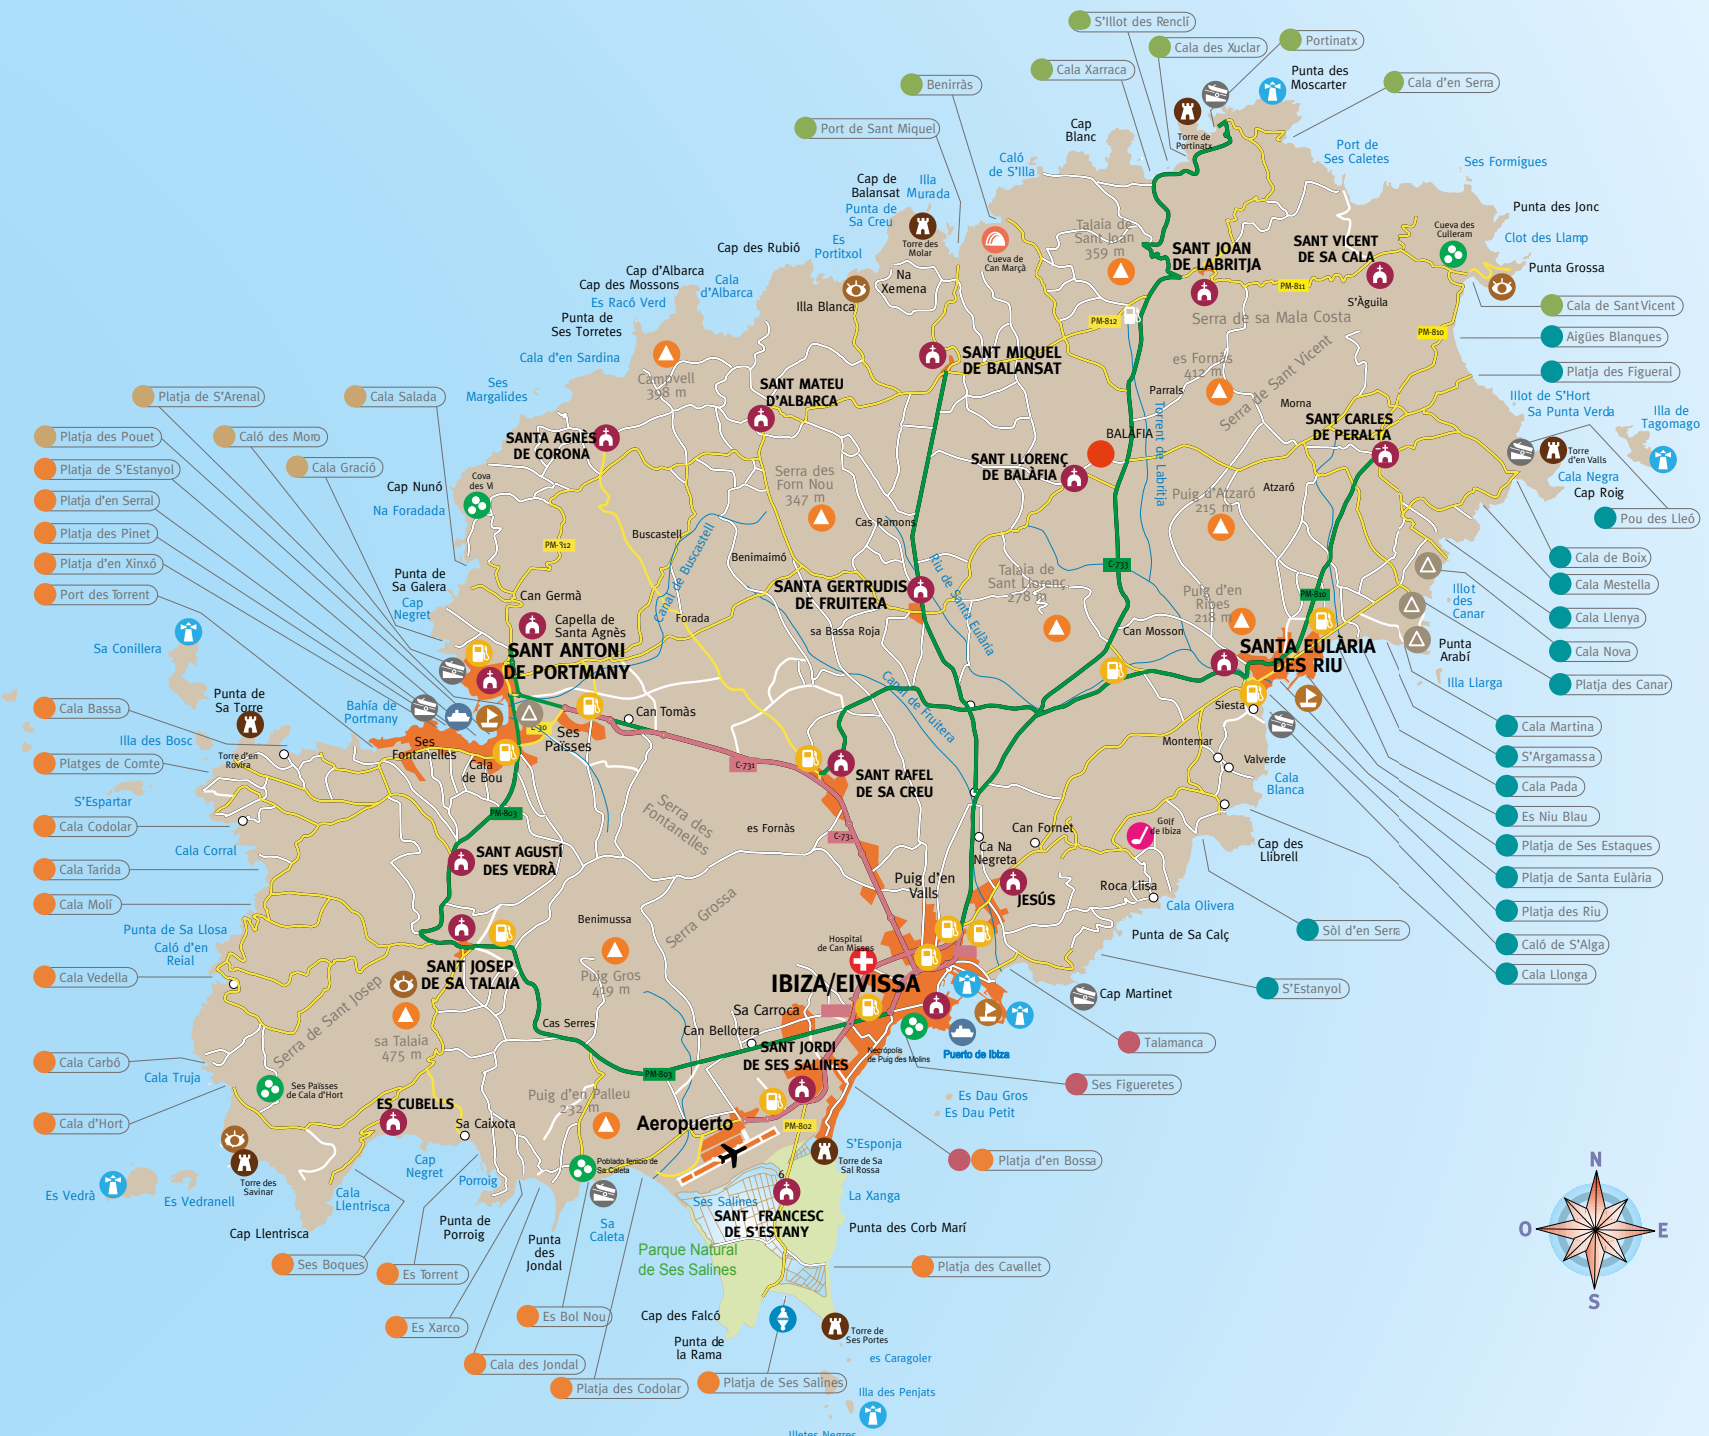 S'Illot des Renclí
Cala des Xuclar
Portinatx
Cala Xarraca
Benirràs
Punta des
Moscarter
Cala d'en Serra
Port de Sant Miquel
Cap
Blanc
Torre de
Portinatx
Port de
Ses Caletes
Ses Formigues
Caló
de S'Illa
Cap de
Balansat
Illa
Murada
Punta de
Sa Creu
Torre des
Molar
Es
Portitxol
Cap des Rubió
Punta des Jonc
Clot des Llamp
Punta Grossa
Cueva des
Culleram
Talaia de
Sant Joan
359 m
SANT JOAN
DE LABRITJA
SANT VICENT
DE SA CALA
S'Àguila
PM-811
Cueva de
Can Marçà
Na
Xemena
Illa Blanca
Cap d'Albarca
Cap des Mossons
Cala
d'Albarca
Es Racó Verd
Punta de
Ses Torretes
Cala d'en Sardina
Cala de Sant Vicent
Aigües Blanques
Platja des Figueral
PM-812
PM-810
Serra de sa Mala Costa
Serra de Sant Vicent
es Fornàs
412 m
Parrals
Morna
SANT MIQUEL
DE BALANSAT
SANT MATEU
D'ALBARCA
Campvell
398 m
Ses
Margalides
SANTA AGNÈS
DE CORONA
Illot de S'Hort
Sa Punta Verda
Illa de
Tagomago
Torre
d'en Valls
Cala Negra
Cap Roig
Pou des Lleó
SANT CARLES
DE PERALTA
BALÀFIA
SANT LLORENÇ
DE BALÀFIA
Torrent de Labritja
Puig d'Atzaró
215 m
Atzaró
Platja de S'Arenal
Cala Salada
Platja des Pouet
Caló des Moro
Platja de S'Estanyol
Cala Gració
Platja d'en Serral
Platja des Pinet
Platja d'en Xinxó
Port des Torrent
Cova
des Vi
Cap Nunó
Na Foradada
PM-812
Serra des
Forn Nou
347 m
Cas Ramons
Buscastell
Benimaimó
Canal de Buscastell
Riu de Santa Eulària
C-733
Cala de Boix
Cala Mestella
Cala Llenya
Cala Nova
Platja des Canar
Illot
des
Canar
Punta
Arabí
Illa Llarga
Punta de
Sa Galera
Cap
Negret
Can Germà
Capella de
Santa Agnès
SANT ANTONI
DE PORTMANY
Forada
SANTA GERTRUDIS
DE FRUITERA
sa Bassa Roja
Talaia de
Sant Llorenç
278 m
Puig d'en
Ribes
218 m
PM-810
Can Mosson
SANTA EULÀRIA
DES RIU
Siesta
Montemar
Valverde
Cala
Blanca
Canal de Fruitera
Sa Conillera
Punta de
Sa Torre
Bahía de
Portmany
Cala Bassa
Illa des Bosc
Torre d'en
Rovira
Platges de Comte
S'Espartar
Cala Codolar
Cala Corral
Cala Tarida
Cala Molí
Punta de Sa Llosa
Caló d'en
Reial
Cala Vedella
Ses
Fontanelles
Cala
de Bou
Ses
Païsses
Can Tomàs
C-731
SANT RAFEL
DE SA CREU
C-731
Serra des
Fontanelles
es Fornàs
PM-803
SANT AGUSTÍ
DES VEDRÀ
Cala Martina
S'Argamassa
Cala Pada
Es Niu Blau
Platja de Ses Estaques
Platja de Santa Eulària
Platja des Riu
Caló de S'Alga
Cala Llonga
Sòl d'en Serra
S'Estanyol
Golf
de Ibiza
Cap des
Llibrell
Can Fornet
Ca Na
Negreta
Puig d'en
Valls
JESÚS
Roca Llisa
Cala Olivera
Punta de Sa Calç
Cap Martinet
Talamanca
Ses Figueretes
Hospital
de Can Misses
IBIZA/EIVISSA
Puerto de Ibiza
Necrópolis
de Puig des Molins
Sa Carroca
Can Bellotera
SANT JORDI
DE SES SALINES
Serra Grossa
Benimussa
Puig Gros
419 m
Cas Serres
PM-803
SANT JOSEP
DE SA TALAIA
Serra de Sant Josep
sa Talaia
475 m
Cala Carbó
Cala Truja
Cala d'Hort
Ses Païsses
de Cala d'Hort
ES CUBELLS
Sa Caixota
Puig d'en Palleu
232 m
Aeropuerto
PM-802
Es Dau Gros
Es Dau Petit
Platja d'en Bossa
S'Esponja
Torre de Sa
Sal Rossa
La Xanga
Punta des Corb Marí
Poblado fenicio de
Sa Caleta
Es Vedrà
Es Vedranell
Torre des
Savinar
Cap Llentrisca
Cala
Llentrisca
Cap
Negret
Porroig
Punta de
Porroig
Punta
des
Jondal
Sa
Caleta
Ses Salines
6
SANT FRANCESC
DE S'ESTANY
Parque Natural
de Ses Salines
Ses Boques
Es Torrent
Es Xarco
Es Bol Nou
Cala des Jondal
Platja des Codolar
Platja de Ses Salines
Platja des Cavallet
Cap des Falcó
Punta de
la Rama
Torre de
Ses Portes
es Caragoler
Illa des Penjats
Illetes Negres
N
O
E
S